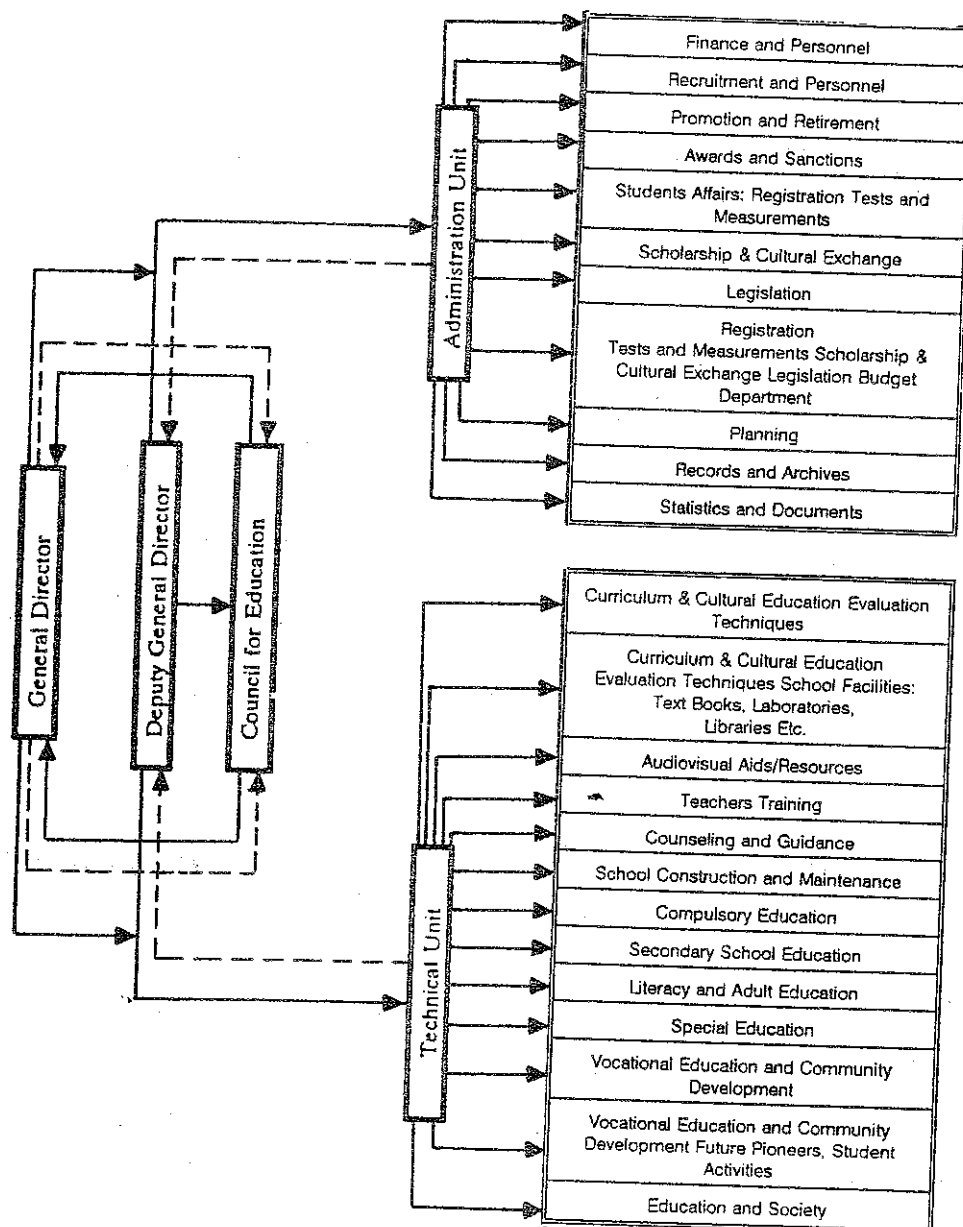 General Director
Deputy General Director
Council for Education
Administration Unit
Finance and Personnel
Recruitment and Personnel
Promotion and Retirement
Awards and Sanctions
Students Affairs: Registration Tests and
Measurements
Scholarship & Cultural Exchange
Legislation
Registration
Tests and Measurements Scholarship &
Cultural Exchange Legislation Budget
Department
Planning
Records and Archives
Statistics and Documents
Technical Unit
Curriculum & Cultural Education Evaluation
Techniques
Curriculum & Cultural Education
Evaluation Techniques School Facilities:
Text Books, Laboratories,
Libraries Etc.
Audiovisual Aids/Resources
Teachers Training
Counseling and Guidance
School Construction and Maintenance
Compulsory Education
Secondary School Education
Literacy and Adult Education
Special Education
Vocational Education and Community
Development
Vocational Education and Community
Development Future Pioneers, Student
Activities
Education and Society